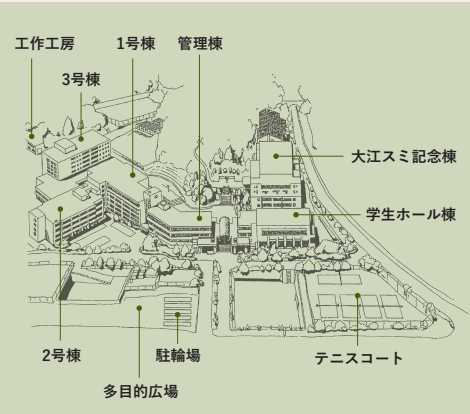 工作工房
1号棟
管理棟
3号棟
大江スミ記念棟
学生ホール棟
2号棟
駐輪場
テニスコート
多目的広場